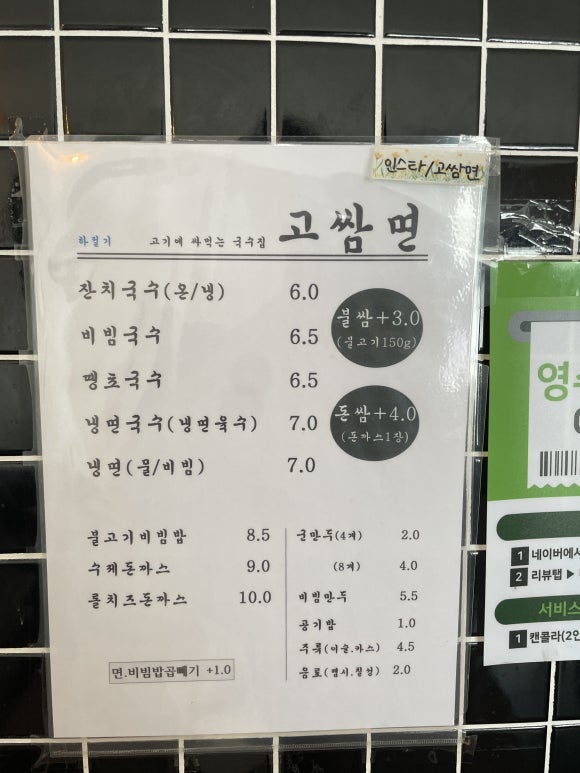 인스타/고쌈면
하절기 고기에 싸먹는 국수집 고쌈면
잔치국수(온/냉) 6.0
비빔국수 6.5
땡초국수 6.5
냉면국수(냉면육수) 7.0
냉면(물/비빔) 7.0
불쌈+3.0
(불고기150g)
돈쌈+4.0
(돈까스1장)
불고기비빔밥 8.5
수제돈까스 9.0
롤치즈돈까스 10.0
면.비빔밥곱빼기 +1.0
군만두(4개) 2.0
(8개) 4.0
비빔만두 5.5
공기밥 1.0
주류(이슬.카스) 4.5
음료(펩시.칠성) 2.0
1 네이버에서
2 리뷰탭 ▶
서비스
1 캔콜라(2인